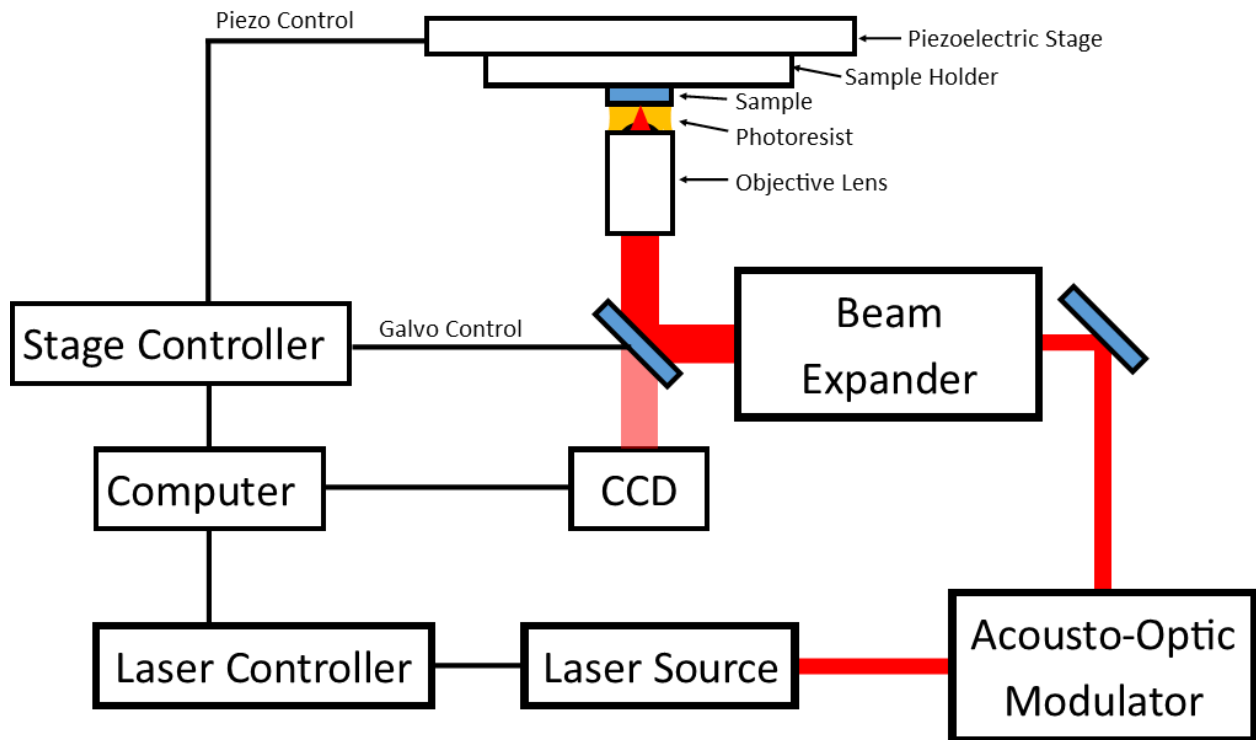 Piezo Control
Piezoelectric Stage
Sample Holder
Sample
Photoresist
Objective Lens
Stage Controller
Galvo Control
Beam
Expander
Computer
CCD
Laser Controller
Laser Source
Acousto-Optic
Modulator